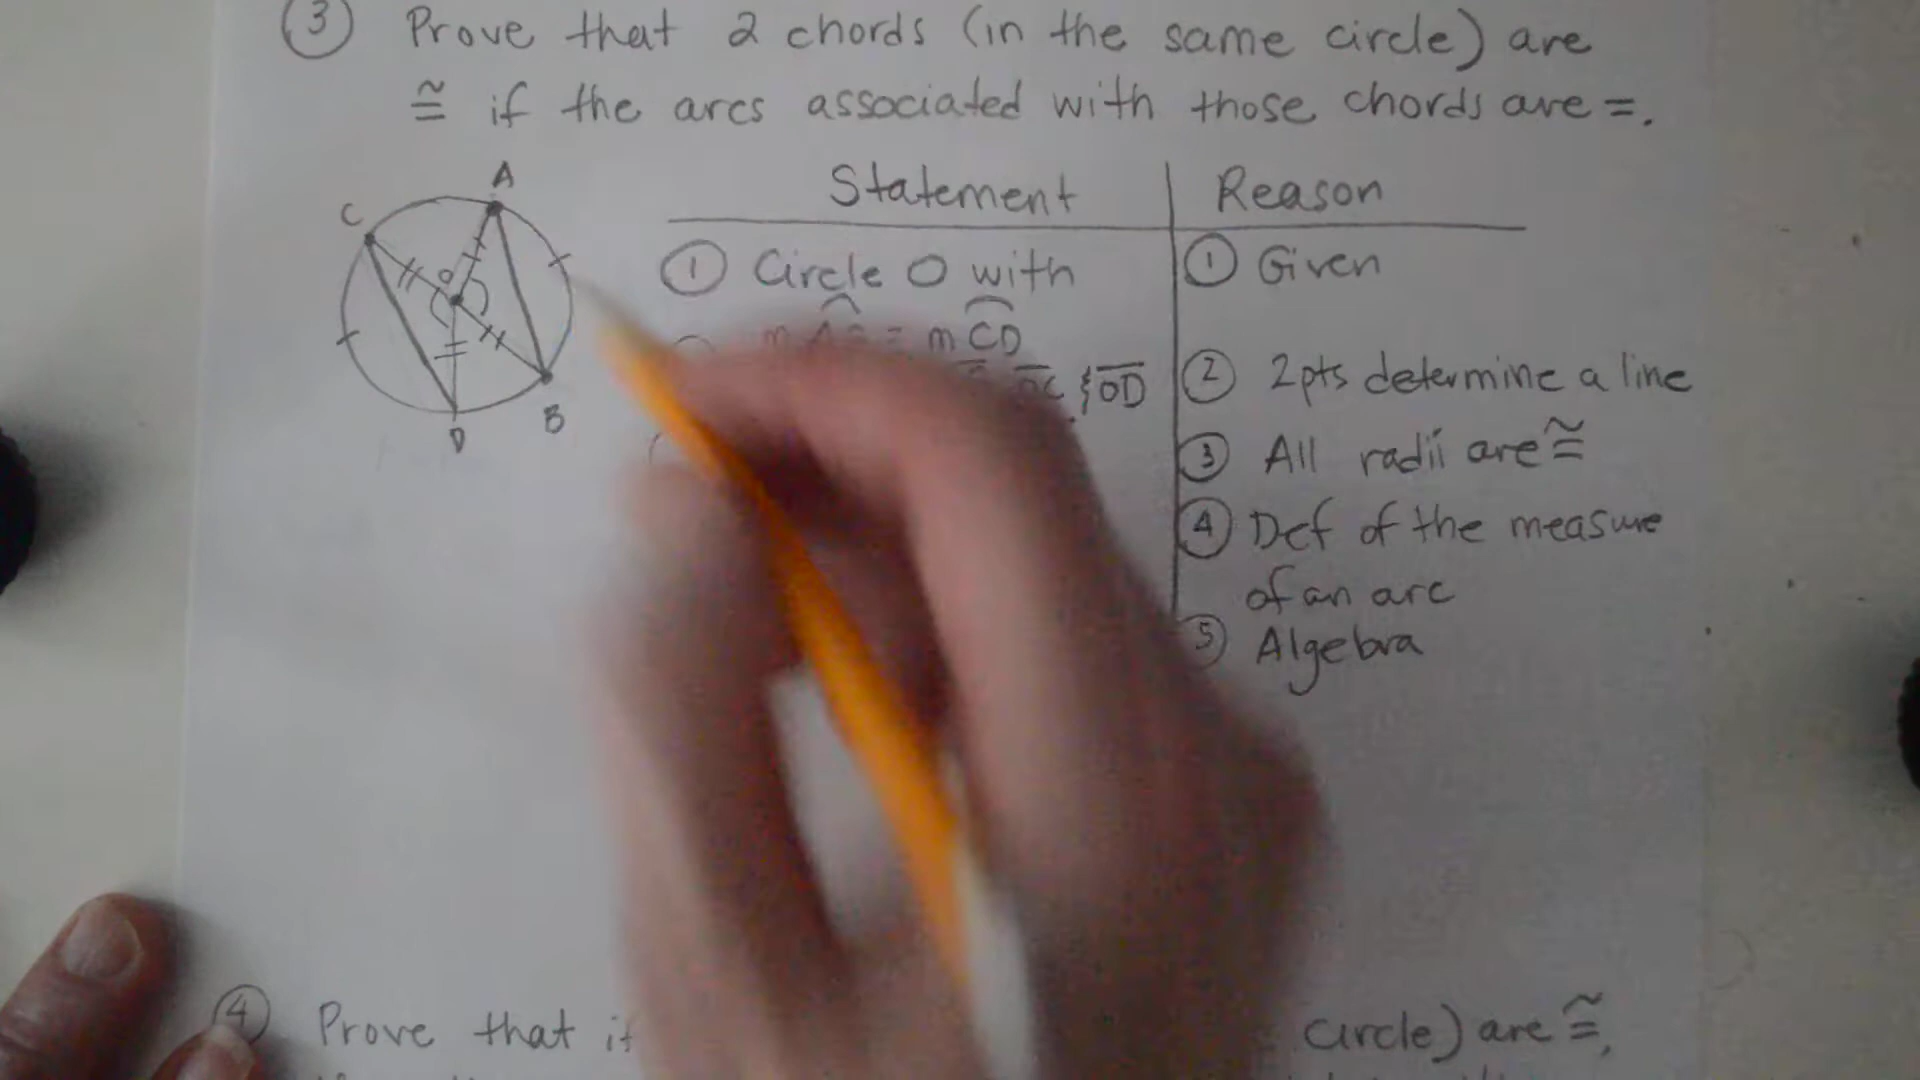 ③ Prove that 2 chords (in the same circle) are
≅ if the arcs associated with those chords are =.
A
C
O
D
B
Statement
Reason
① Circle O with
① Given
m = mCD
OD
② 2pts determine a line
③ All radii are ≅
④ Def of the measure
of an arc
⑤ Algebra
④ Prove that if circle) are ≅,